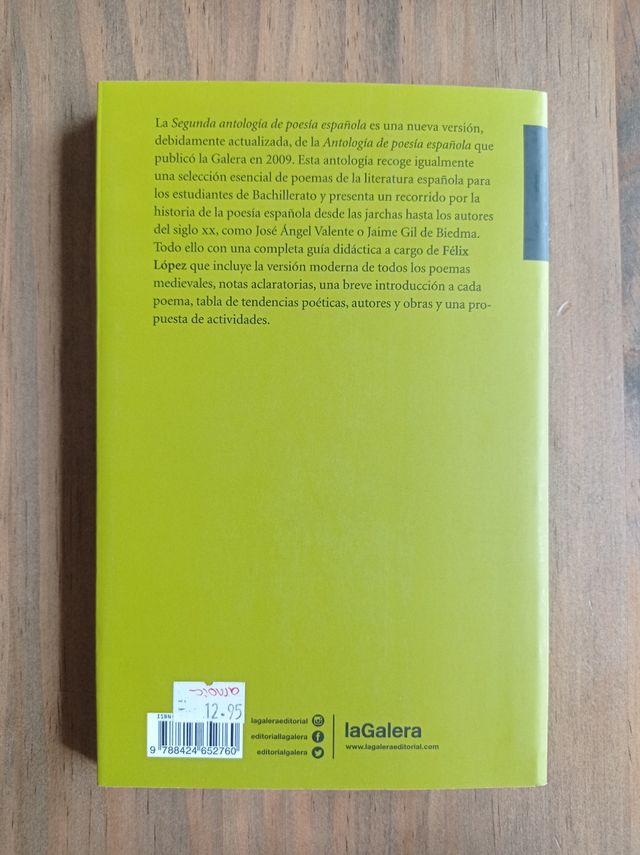 La Segunda antología de poesía española es una nueva versión,
debidamente actualizada, de la Antología de poesía española que
publicó la Galera en 2009. Esta antología recoge igualmente
una selección esencial de poemas de la literatura española para
los estudiantes de Bachillerato y presenta un recorrido por la
historia de la poesía española desde las jarchas hasta los autores
del siglo XX, como José Ángel Valente o Jaime Gil de Biedma.
Todo ello con una completa guía didáctica a cargo de Félix
López que incluye la versión moderna de todos los poemas
medievales, notas aclaratorias, una breve introducción a cada
poema, tabla de tendencias poéticas, autores y obras y una pro-
puesta de actividades.
12.95
ISBN
9 788424 652760
lagaleraeditorial
editoriallagalera
editorialgalera
laGalera
www.lagaleraeditorial.com